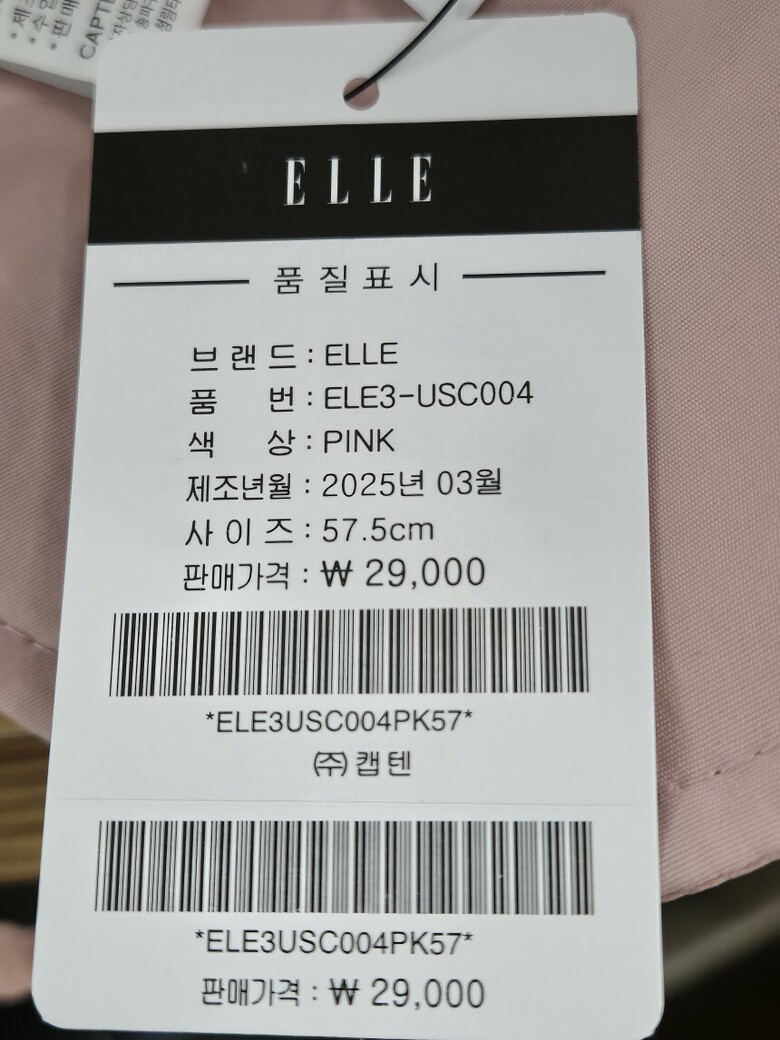 CAPTE
ELLE
품질표시
브랜드 : ELLE
품 번 : ELE3-USC004
색 상 : PINK
제조년월 : 2025년 03월
사이즈 : 57.5cm
판매가격 : ₩ 29,000
*ELE3USC004PK57*
㈜캡텐
*ELE3USC004PK57*
판매가격 : ₩ 29,000